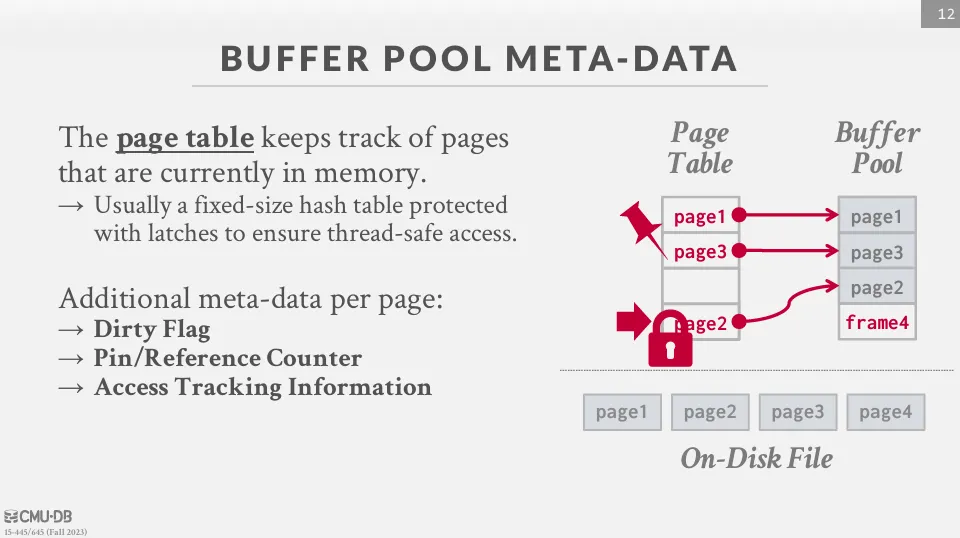 12
BUFFER POOL META-DATA
The page table keeps track of pages
that are currently in memory.
→ Usually a fixed-size hash table protected
with latches to ensure thread-safe access.
Additional meta-data per page:
→ Dirty Flag
→ Pin/Reference Counter
→ Access Tracking Information
Page
Table
page1
page3
page2
Buffer
Pool
page1
page3
page2
frame4
page1 page2 page3 page4
On-Disk File
CMU·DB
15-445/645 (Fall 2023)